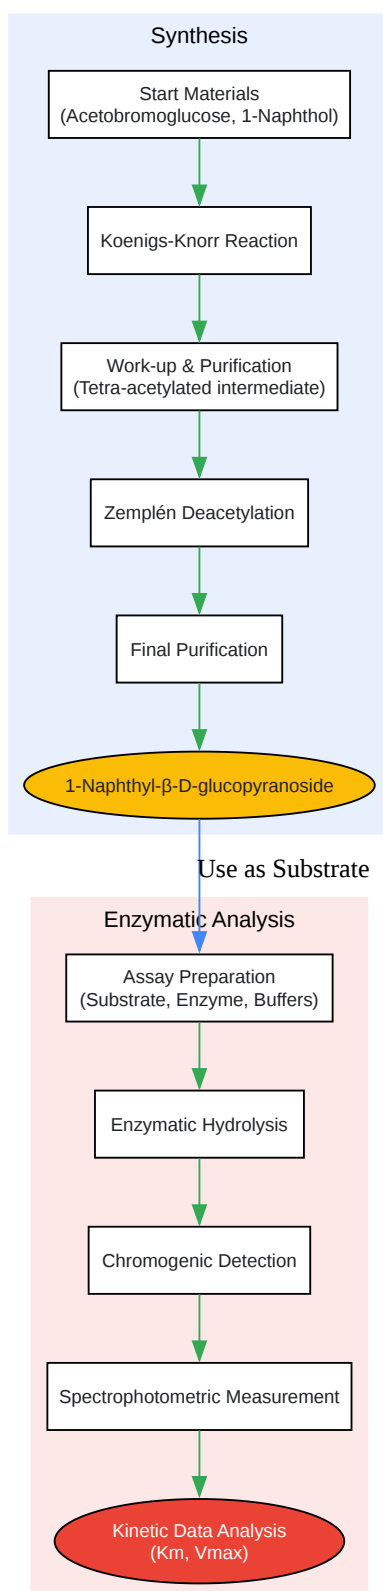 Synthesis
Start Materials
(Acetobromoglucose, 1-Naphthol)
Koenigs-Knorr Reaction
Work-up & Purification
(Tetra-acetylated intermediate)
Zemplén Deacetylation
Final Purification
1-Naphthyl-β-D-glucopyranoside
Use as Substrate
Enzymatic Analysis
Assay Preparation
(Substrate, Enzyme, Buffers)
Enzymatic Hydrolysis
Chromogenic Detection
Spectrophotometric Measurement
Kinetic Data Analysis
(Km, Vmax)